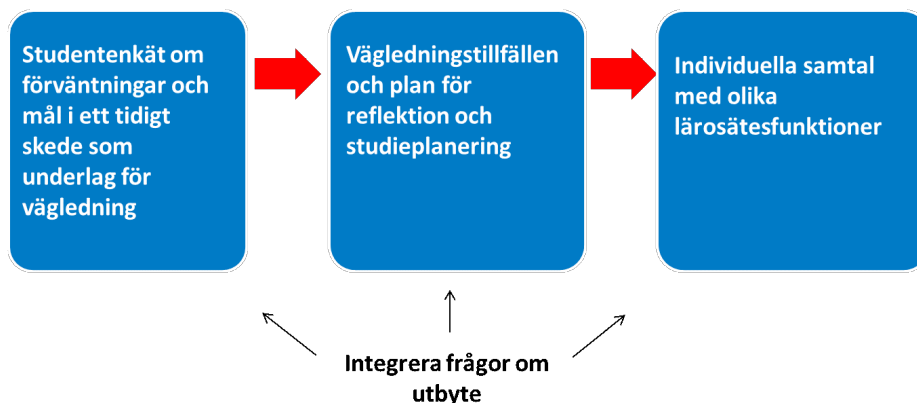 Studentenkät om
förväntningar och
mål i ett tidigt
skede som
underlag för
vägledning
Vägledningstillfällen
och plan för
reflektion och
studieplanering
Individuella samtal
med olika
lärosätesfunktioner
Integrera frågor om
utbyte